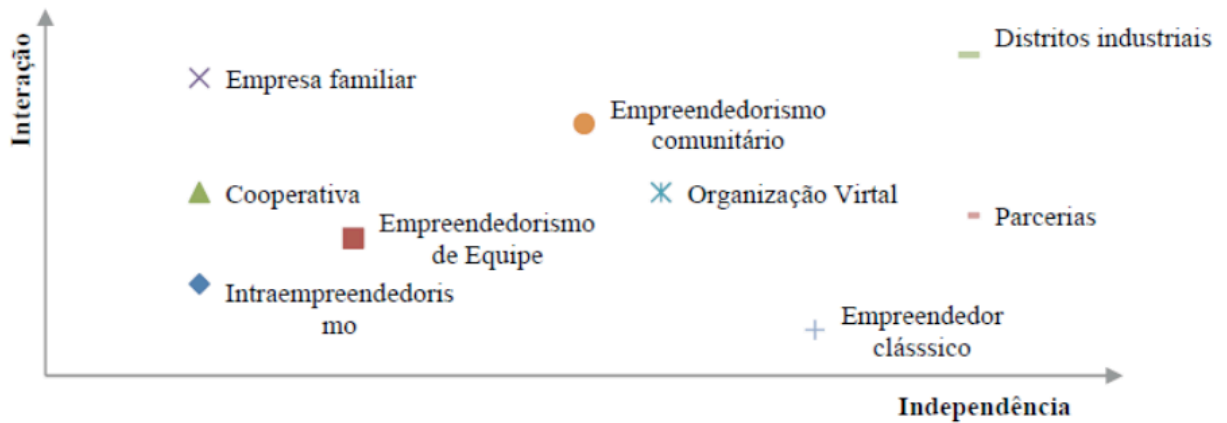 Interação
Distritos industriais
Empresa familiar
Empreendedorismo
comunitário
Cooperativa
Organização Virtal
Empreendedorismo
de Equipe
Parcerias
Intraempreendedoris
mo
Empreendedor
clásssico
Independência